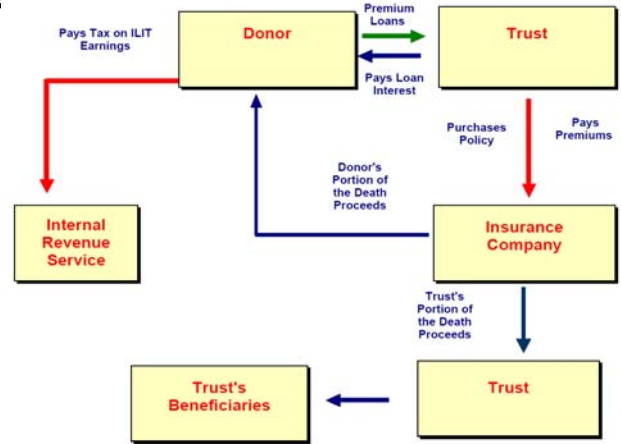 Premium
Loans
Pays Tax on ILIT
Earnings
Donor
Trust
Pays Loan
Interest
Purchases
Policy
Pays
Premiums
Donor's
Portion of
the Death
Proceeds
Internal
Revenue
Service
Insurance
Company
Trust's
Portion of
the Death
Proceeds
Trust's
Beneficiaries
Trust